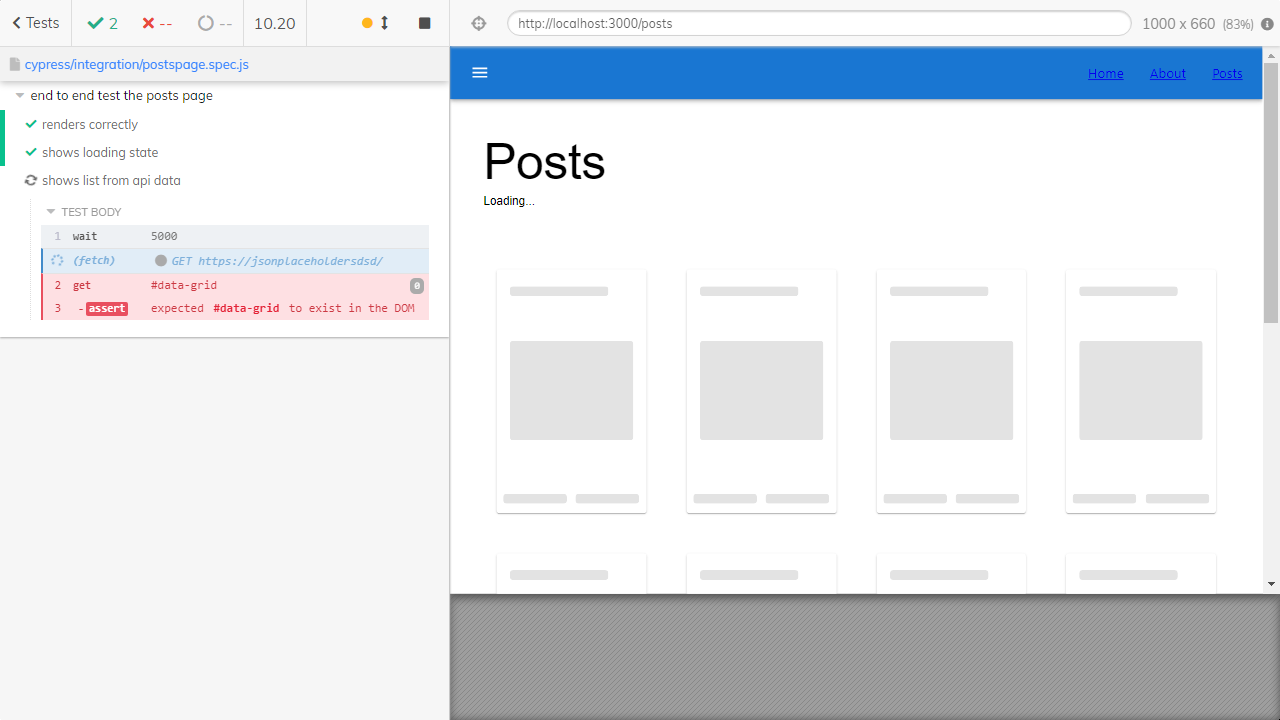 Tests
2
--
--
10.20
http://localhost:3000/posts
1000 x 660 (83%)
cypress/integration/postspage.spec.js
end to end test the posts page
renders correctly
shows loading state
shows list from api data
TEST BODY
1 wait 5000
(fetch) GET https://jsonplaceholdersdsd/
2 get #data-grid 0
3 -assert expected #data-grid to exist in the DOM
Home About Posts
Posts
Loading...